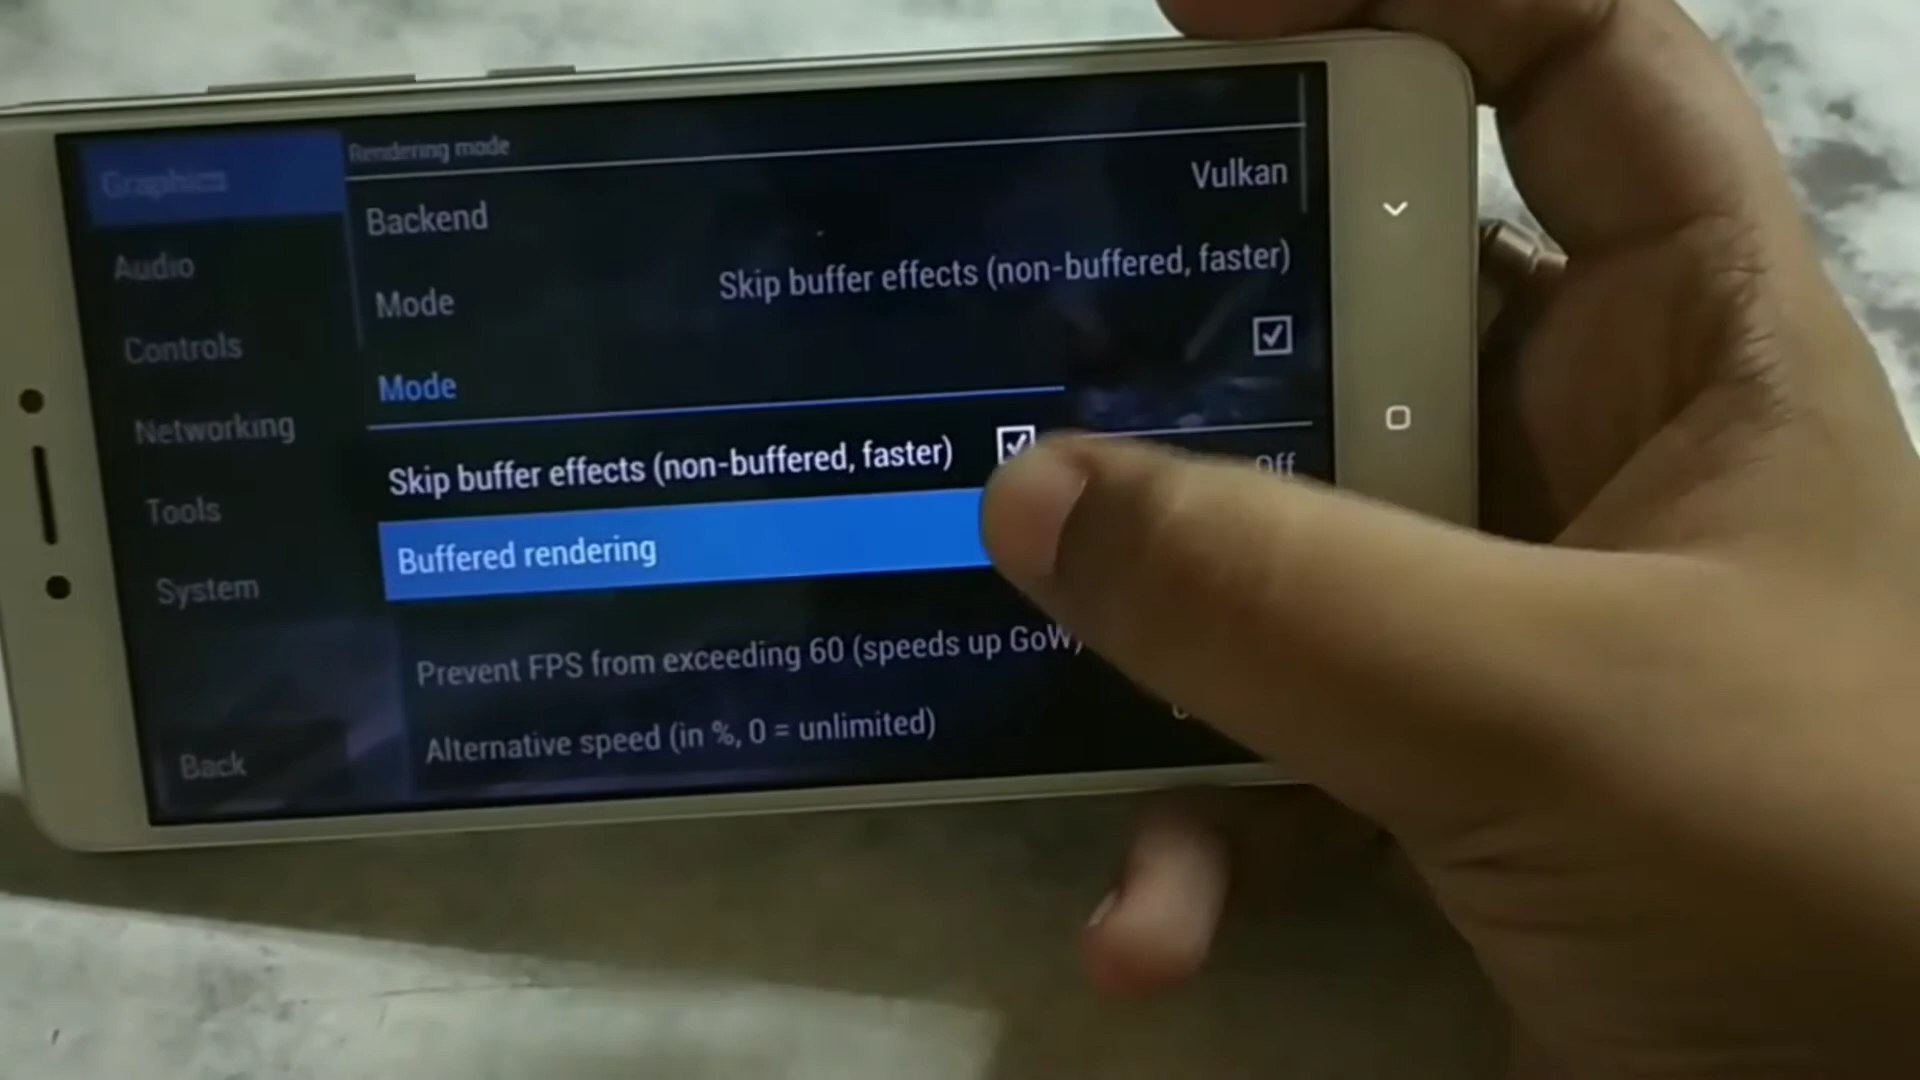 Graphics
Audio
Controls
Networking
Tools
System
Back
Rendering mode
Backend
Vulkan
Mode
Skip buffer effects (non-buffered, faster)
Mode
Skip buffer effects (non-buffered, faster)
Off
Buffered rendering
Prevent FPS from exceeding 60 (speeds up GoW)
Alternative speed (in %, 0 = unlimited)